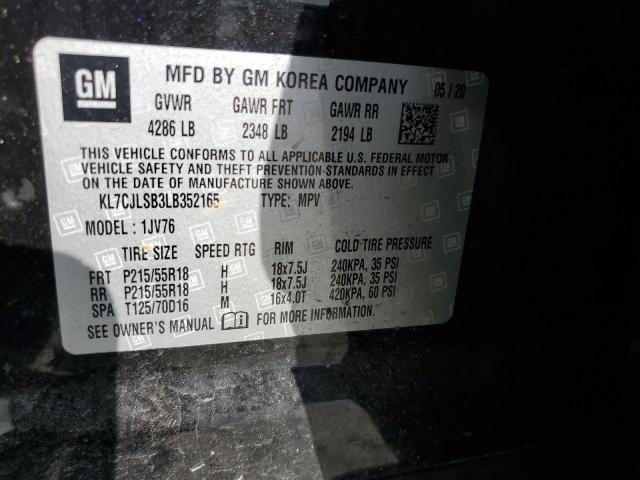 GM
MFD BY GM KOREA COMPANY 05/20
GVWR GAWR FRT GAWR RR
4286 LB 2348 LB 2194 LB
THIS VEHICLE CONFORMS TO ALL APPLICABLE U.S. FEDERAL MOTOR
VEHICLE SAFETY AND THEFT PREVENTION STANDARDS IN EFFECT ON
THE DATE OF MANUFACTURE SHOWN ABOVE.
KL7CJLSB3LB352165 TYPE: MPV
MODEL : 1JV76
TIRE SIZE SPEED RTG RIM COLD TIRE PRESSURE
FRT P215/55R18 H 18x7.5J 240KPA, 35 PSI
RR P215/55R18 H 18x7.5J 240KPA, 35 PSI
SPA T125/70D16 M 16x4.0T 420KPA, 60 PSI
SEE OWNER'S MANUAL FOR MORE INFORMATION.